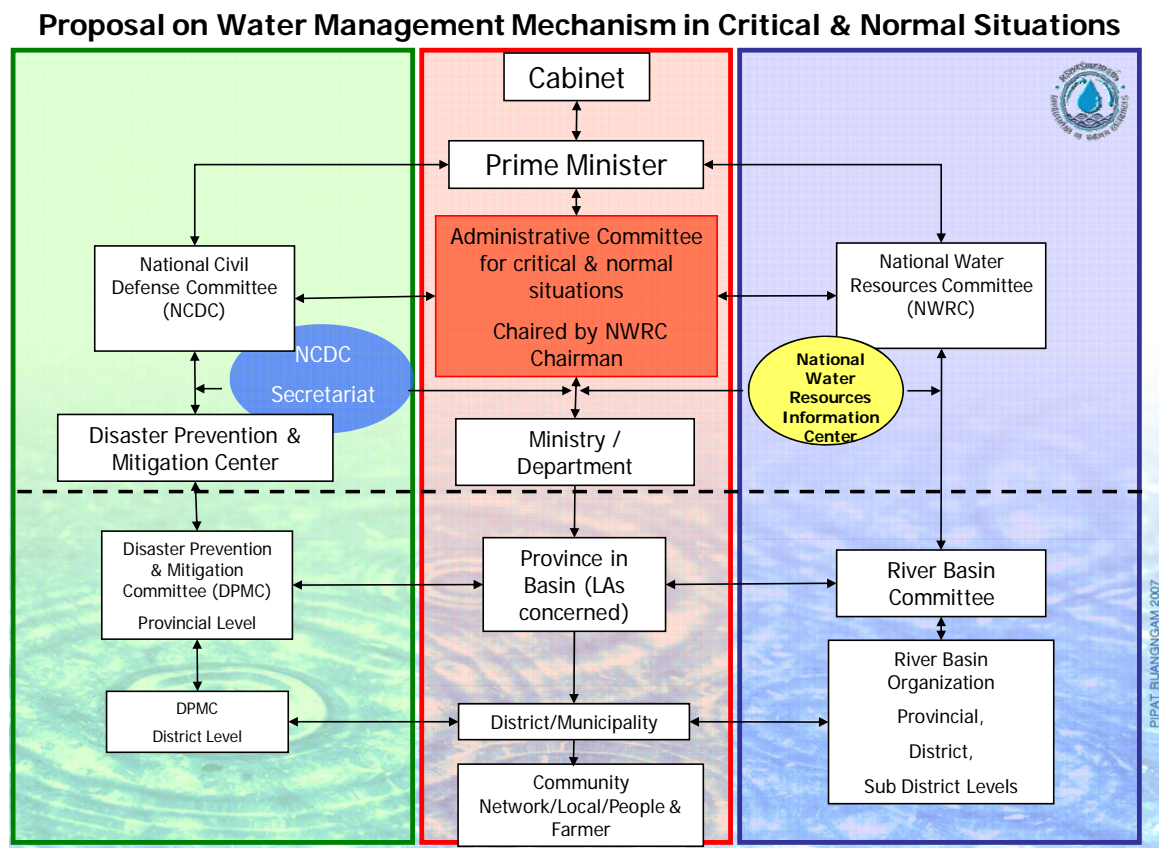 Proposal on Water Management Mechanism in Critical & Normal Situations
Cabinet
Prime Minister
Administrative Committee
for critical & normal
situations
Chaired by NWRC
Chairman
National Civil
Defense Committee
(NCDC)
National Water
Resources Committee
(NWRC)
NCDC
Secretariat
National
Water
Resources
Information
Center
Disaster Prevention &
Mitigation Center
Ministry /
Department
Disaster Prevention
& Mitigation
Committee (DPMC)
Provincial Level
Province in
Basin (LAs
concerned)
River Basin
Committee
River Basin
Organization
Provincial,
District,
Sub District Levels
DPMC
District Level
District/Municipality
Community
Network/Local/People &
Farmer
PIPAT RUANGNGAM 2007